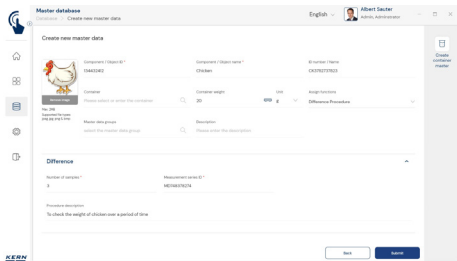 Master database
Database > Create new master data
English
Albert Sauter
Admin, Administrator
Create new master data
Create
container
master
Component / Object ID *
Component / Object name *
ID number / Name
Chicken
Remove image
Container
Container weight
Unit
Assign functions
Please select or enter the container
20
g
Difference Procedure
Master data groups
Description
select the master data group
Please enter the description
Difference
Number of samples *
Measurement series ID *
3
Procedure description
To check the weight of chicken over a period of time
Back
Submit
KERN